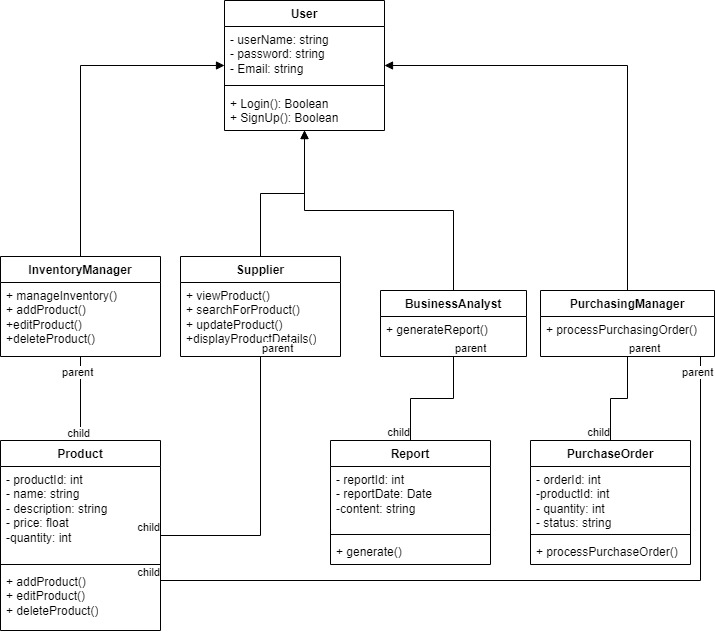 User
- userName: string
- password: string
- Email: string
+ Login(): Boolean
+ SignUp(): Boolean
InventoryManager
+ manageInventory()
+ addProduct()
+editProduct()
+deleteProduct()
parent
Supplier
+ viewProduct()
+ searchForProduct()
+ updateProduct()
+displayProductDetails()
parent
BusinessAnalyst
+ generateReport()
parent
PurchasingManager
+ processPurchasingOrder()
parent
parent
child
Product
- productId: int
- name: string
- description: string
- price: float
-quantity: int
child
child
+ addProduct()
+ editProduct()
+ deleteProduct()
child
Report
- reportId: int
- reportDate: Date
-content: string
+ generate()
child
PurchaseOrder
- orderId: int
-productId: int
- quantity: int
- status: string
+ processPurchaseOrder()